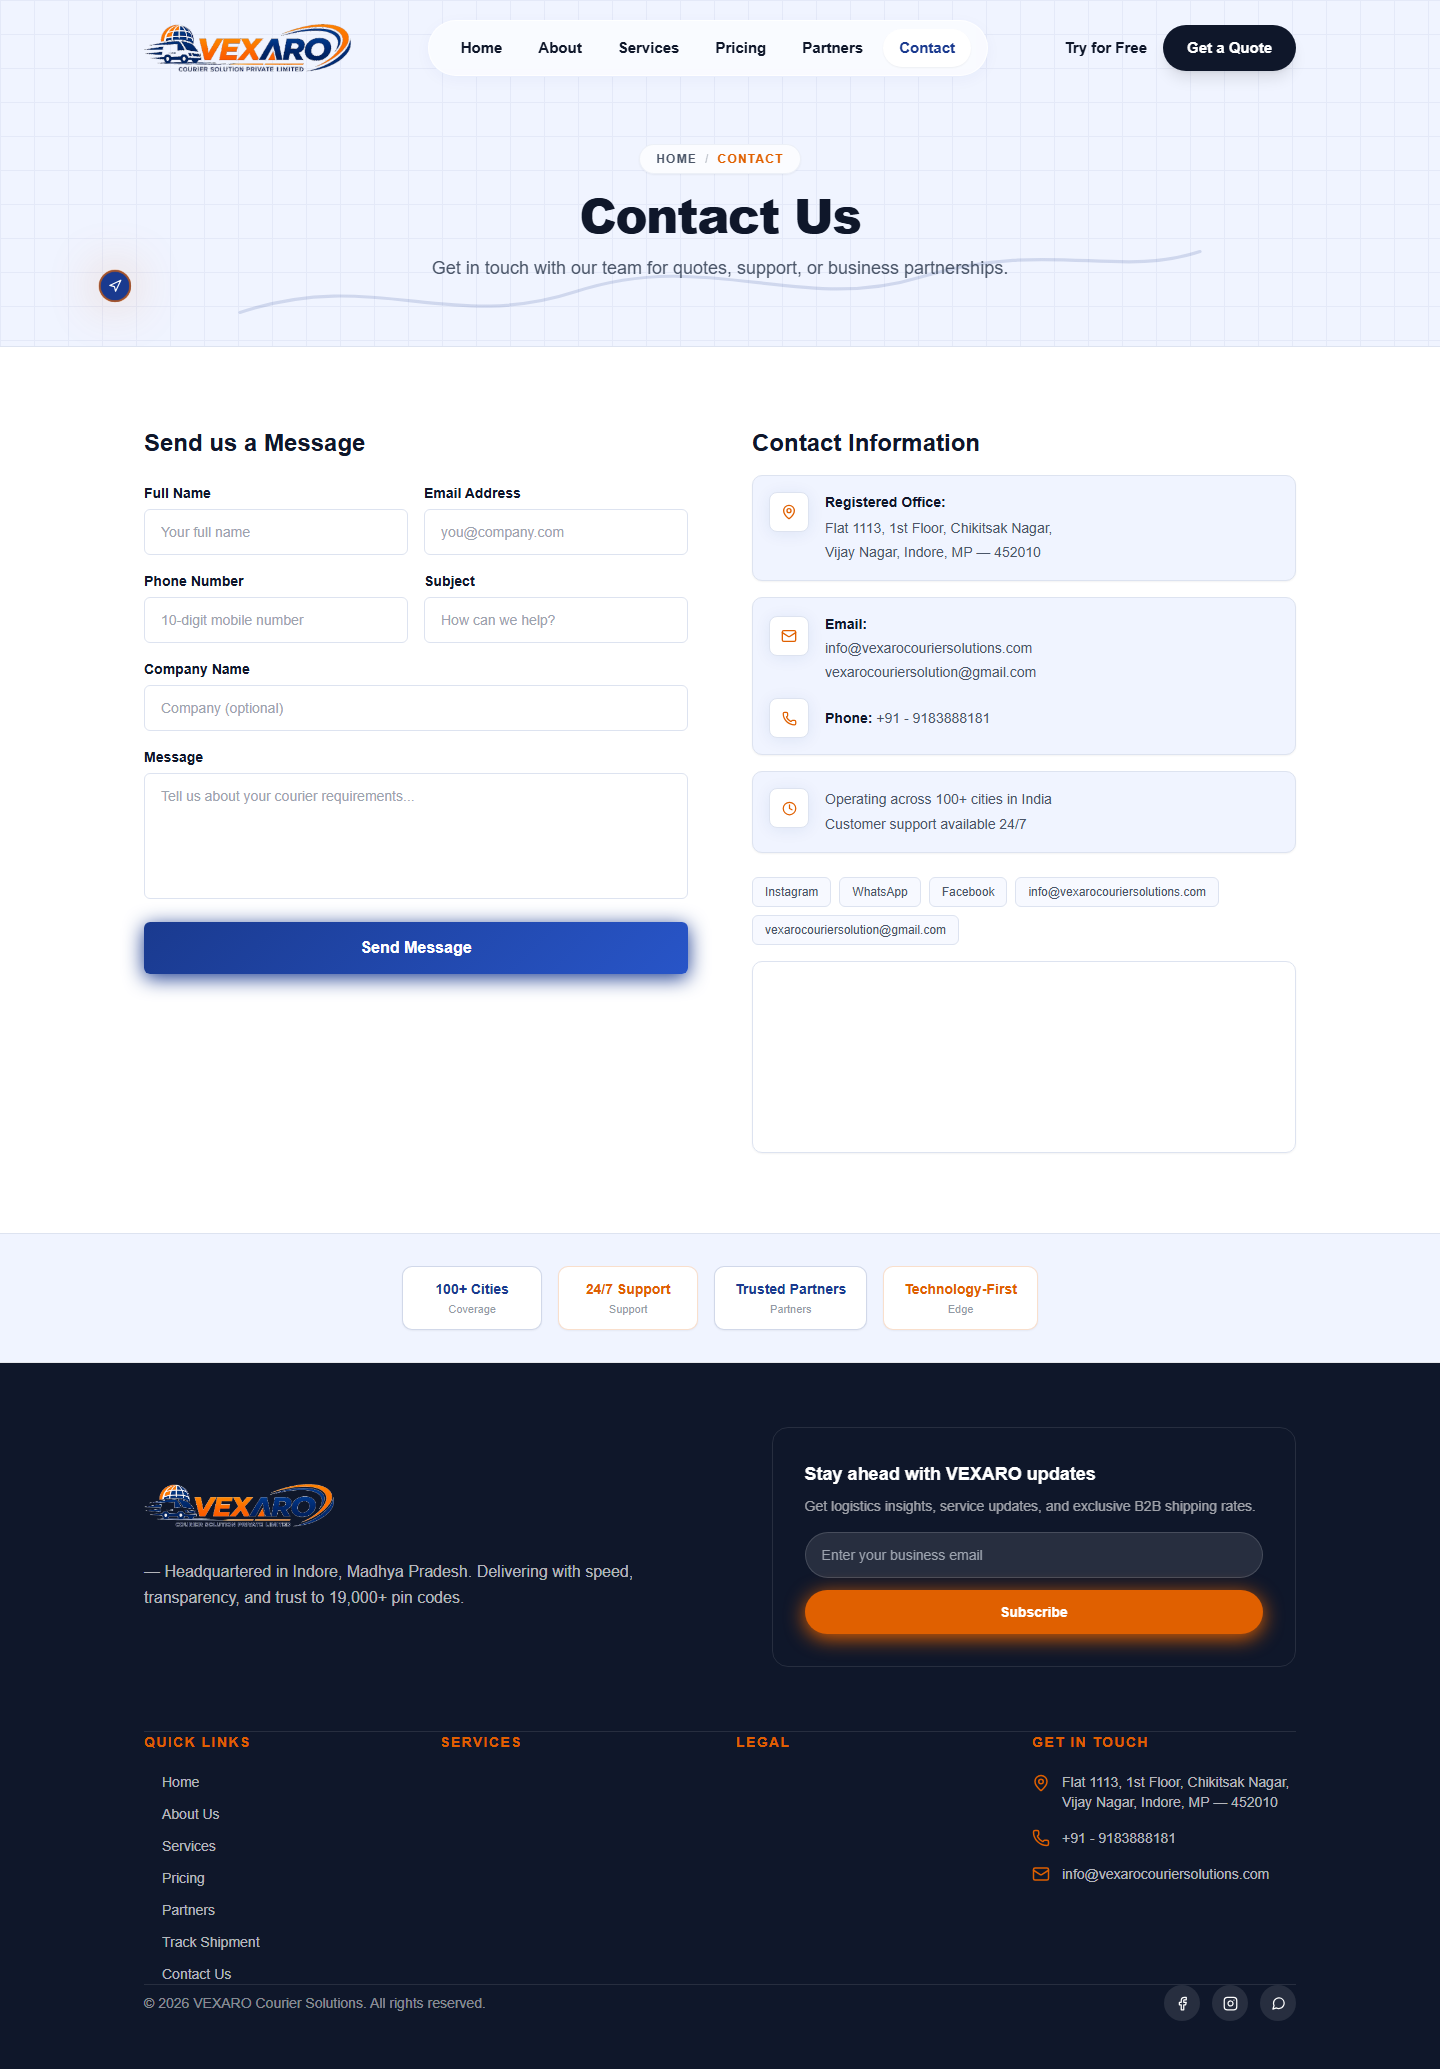 VEXARO
COURIER SOLUTION PRIVATE LIMITED
Home
About
Services
Pricing
Partners
Contact
Try for Free
Get a Quote
HOME / CONTACT
Contact Us
Get in touch with our team for quotes, support, or business partnerships.
Send us a Message
Full Name
Email Address
Your full name
you@company.com
Phone Number
Subject
10-digit mobile number
How can we help?
Company Name
Company (optional)
Message
Tell us about your courier requirements...
Send Message
Contact Information
Registered Office:
Flat 1113, 1st Floor, Chikitsak Nagar,
Vijay Nagar, Indore, MP — 452010
Email:
info@vexarocouriersolutions.com
vexarocouriersolution@gmail.com
Phone: +91 - 9183888181
Operating across 100+ cities in India
Customer support available 24/7
Instagram
WhatsApp
Facebook
info@vexarocouriersolutions.com
vexarocouriersolution@gmail.com
100+ Cities
Coverage
24/7 Support
Support
Trusted Partners
Partners
Technology-First
Edge
VEXARO
COURIER SOLUTION PRIVATE LIMITED
— Headquartered in Indore, Madhya Pradesh. Delivering with speed,
transparency, and trust to 19,000+ pin codes.
Stay ahead with VEXARO updates
Get logistics insights, service updates, and exclusive B2B shipping rates.
Enter your business email
Subscribe
QUICK LINKS
Home
About Us
Services
Pricing
Partners
Track Shipment
Contact Us
SERVICES
LEGAL
GET IN TOUCH
Flat 1113, 1st Floor, Chikitsak Nagar,
Vijay Nagar, Indore, MP — 452010
+91 - 9183888181
info@vexarocouriersolutions.com
© 2026 VEXARO Courier Solutions. All rights reserved.